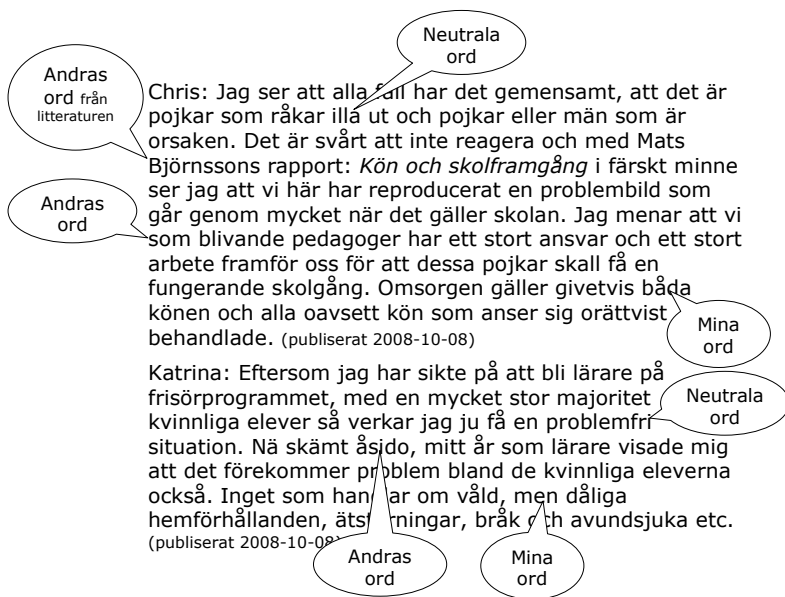 Neutrala
ord
Andras
ord från
litteraturen
Chris: Jag ser att alla fall har det gemensamt, att det är
pojkar som råkar illa ut och pojkar eller män som är
orsaken. Det är svårt att inte reagera och med Mats
Björnssons rapport: Kön och skolframgång i färskt minne
ser jag att vi här har reproducerat en problembild som
går genom mycket när det gäller skolan. Jag menar att vi
som blivande pedagoger har ett stort ansvar och ett stort
arbete framför oss för att dessa pojkar skall få en
fungerande skolgång. Omsorgen gäller givetvis båda
könen och alla oavsett kön som anser sig orättvist
behandlade. (publiserat 2008-10-08)
Andras
ord
Mina
ord
Katrina: Eftersom jag har sikte på att bli lärare på
frisörprogrammet, med en mycket stor majoritet
kvinnliga elever så verkar jag ju få en problemfri
situation. Nä skämt åsido, mitt år som lärare visade mig
att det förekommer problem bland de kvinnliga eleverna
också. Inget som handlar om våld, men dåliga
hemförhållanden, ätstörningar, bråk och avundsjuka etc.
(publiserat 2008-10-08)
Neutrala
ord
Andras
ord
Mina
ord